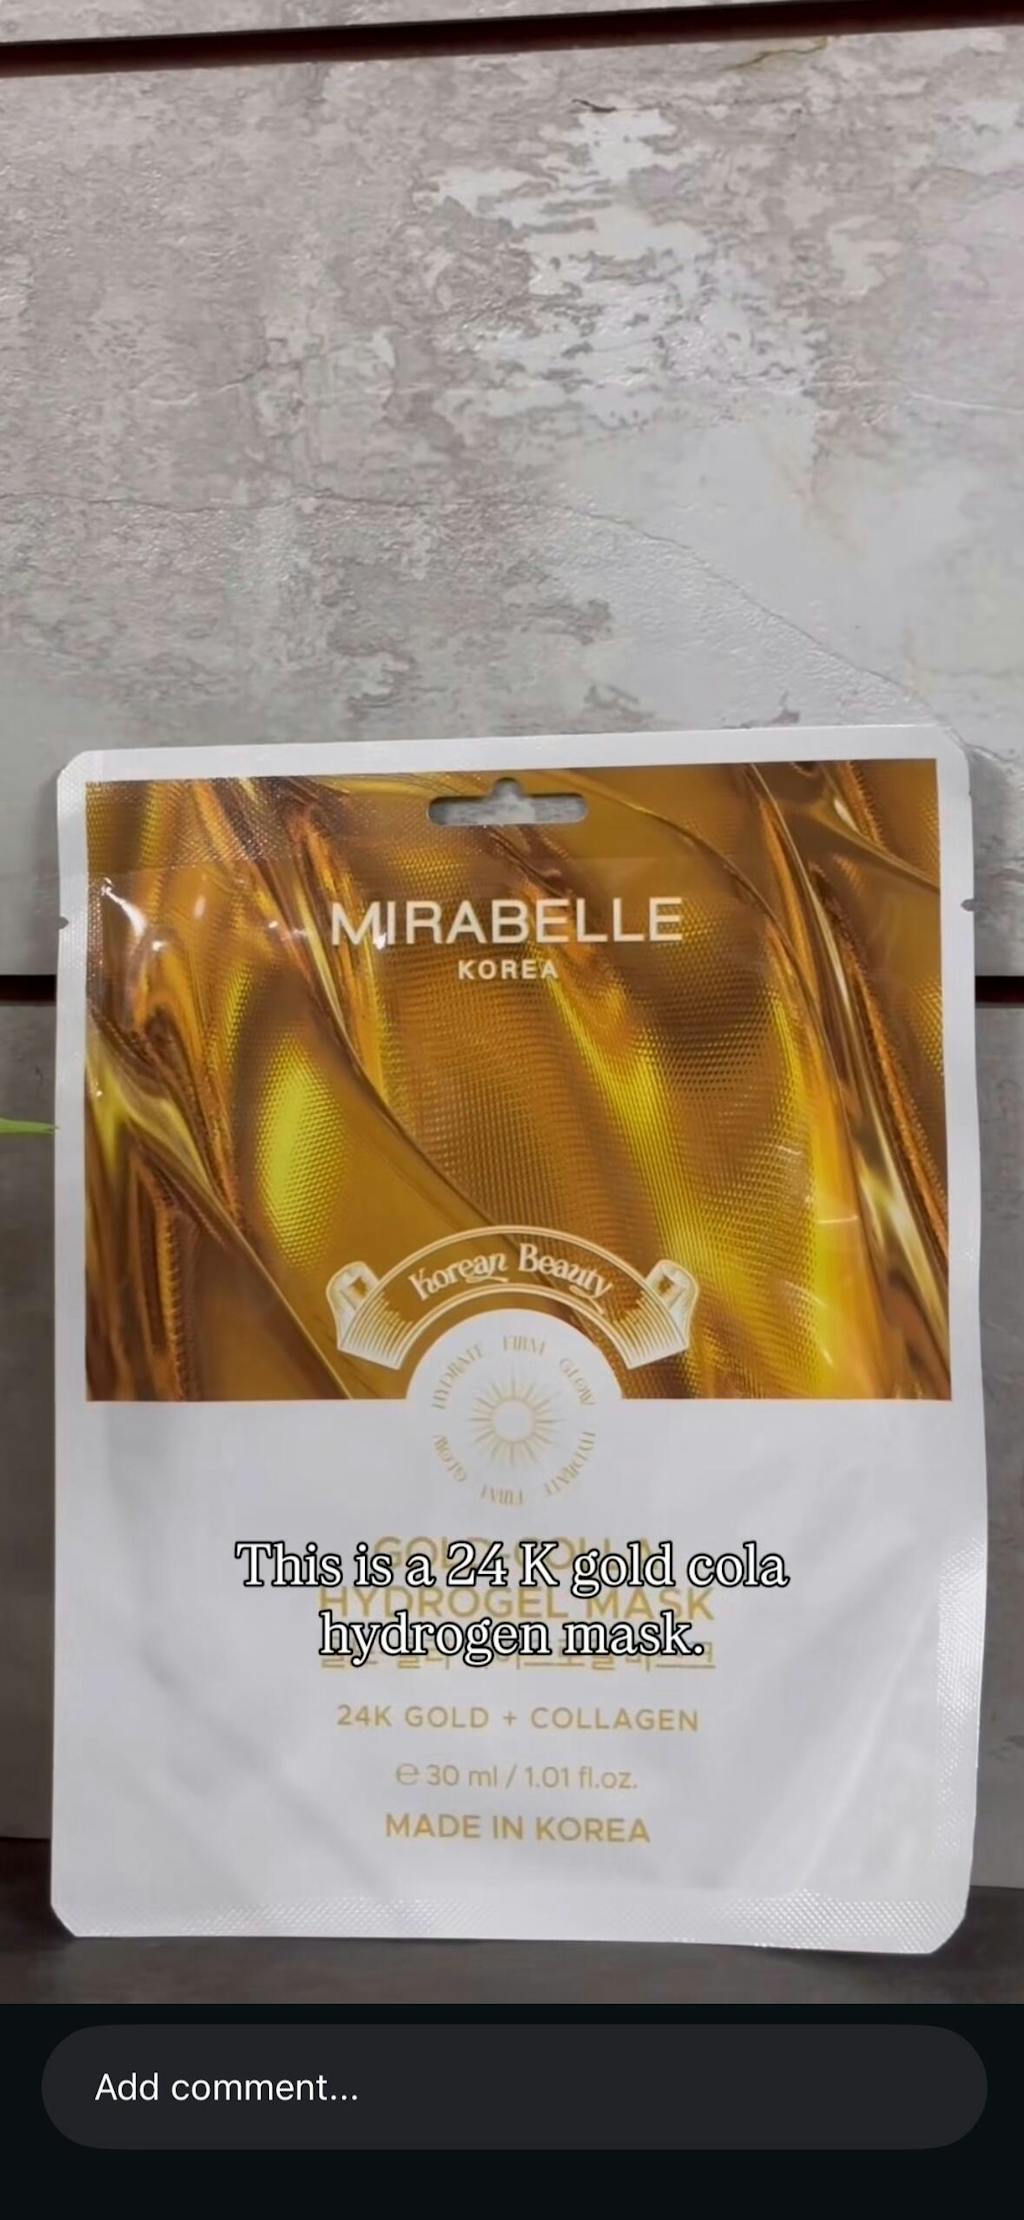 MIRABELLE
KOREA
Korean Beauty
HYDRATE FIRM GLOW HYDRATE FIRM GLOW
This is a 24 K gold cola
HYDROGEL MASK
hydrogen mask.
24K GOLD + COLLAGEN
℮ 30 ml / 1.01 fl.oz.
MADE IN KOREA
Add comment...